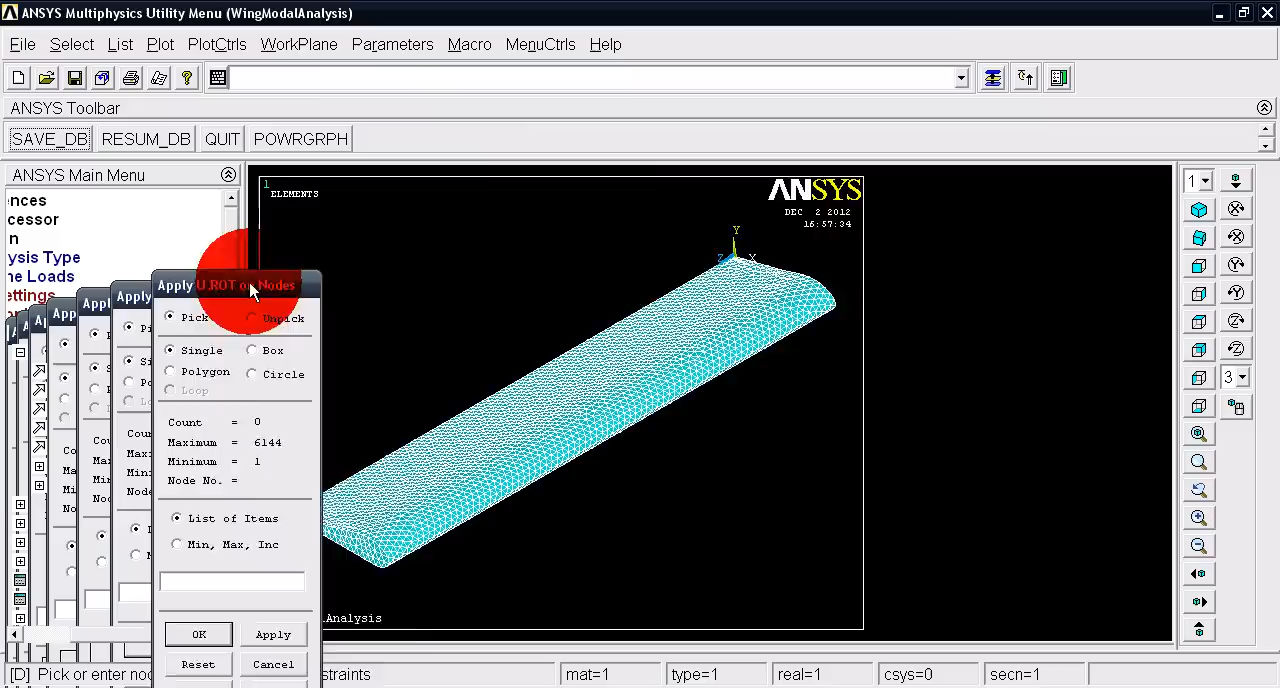 ANSYS Multiphysics Utility Menu (WingModalAnalysis)
File Select List Plot PlotCtrls WorkPlane Parameters Macro MenuCtrls Help
ANSYS Toolbar
SAVE_DB RESUM_DB QUIT POWRGRPH
ANSYS Main Menu
ences
cessor
n
ysis Type
ne Loads
ettings
1
ELEMENTS
ANSYS
DEC 2 2012
16:57:34
Y
Z X
Apply U,ROT on Nodes
Pick Unpick
Single Box
Polygon Circle
Loop
Count = 0
Maximum = 6144
Minimum = 1
Node No. =
List of Items
Min, Max, Inc
OK Apply
Reset Cancel
.Analysis
1
3
[D] Pick or enter no
straints
mat=1
type=1
real=1
csys=0
secn=1